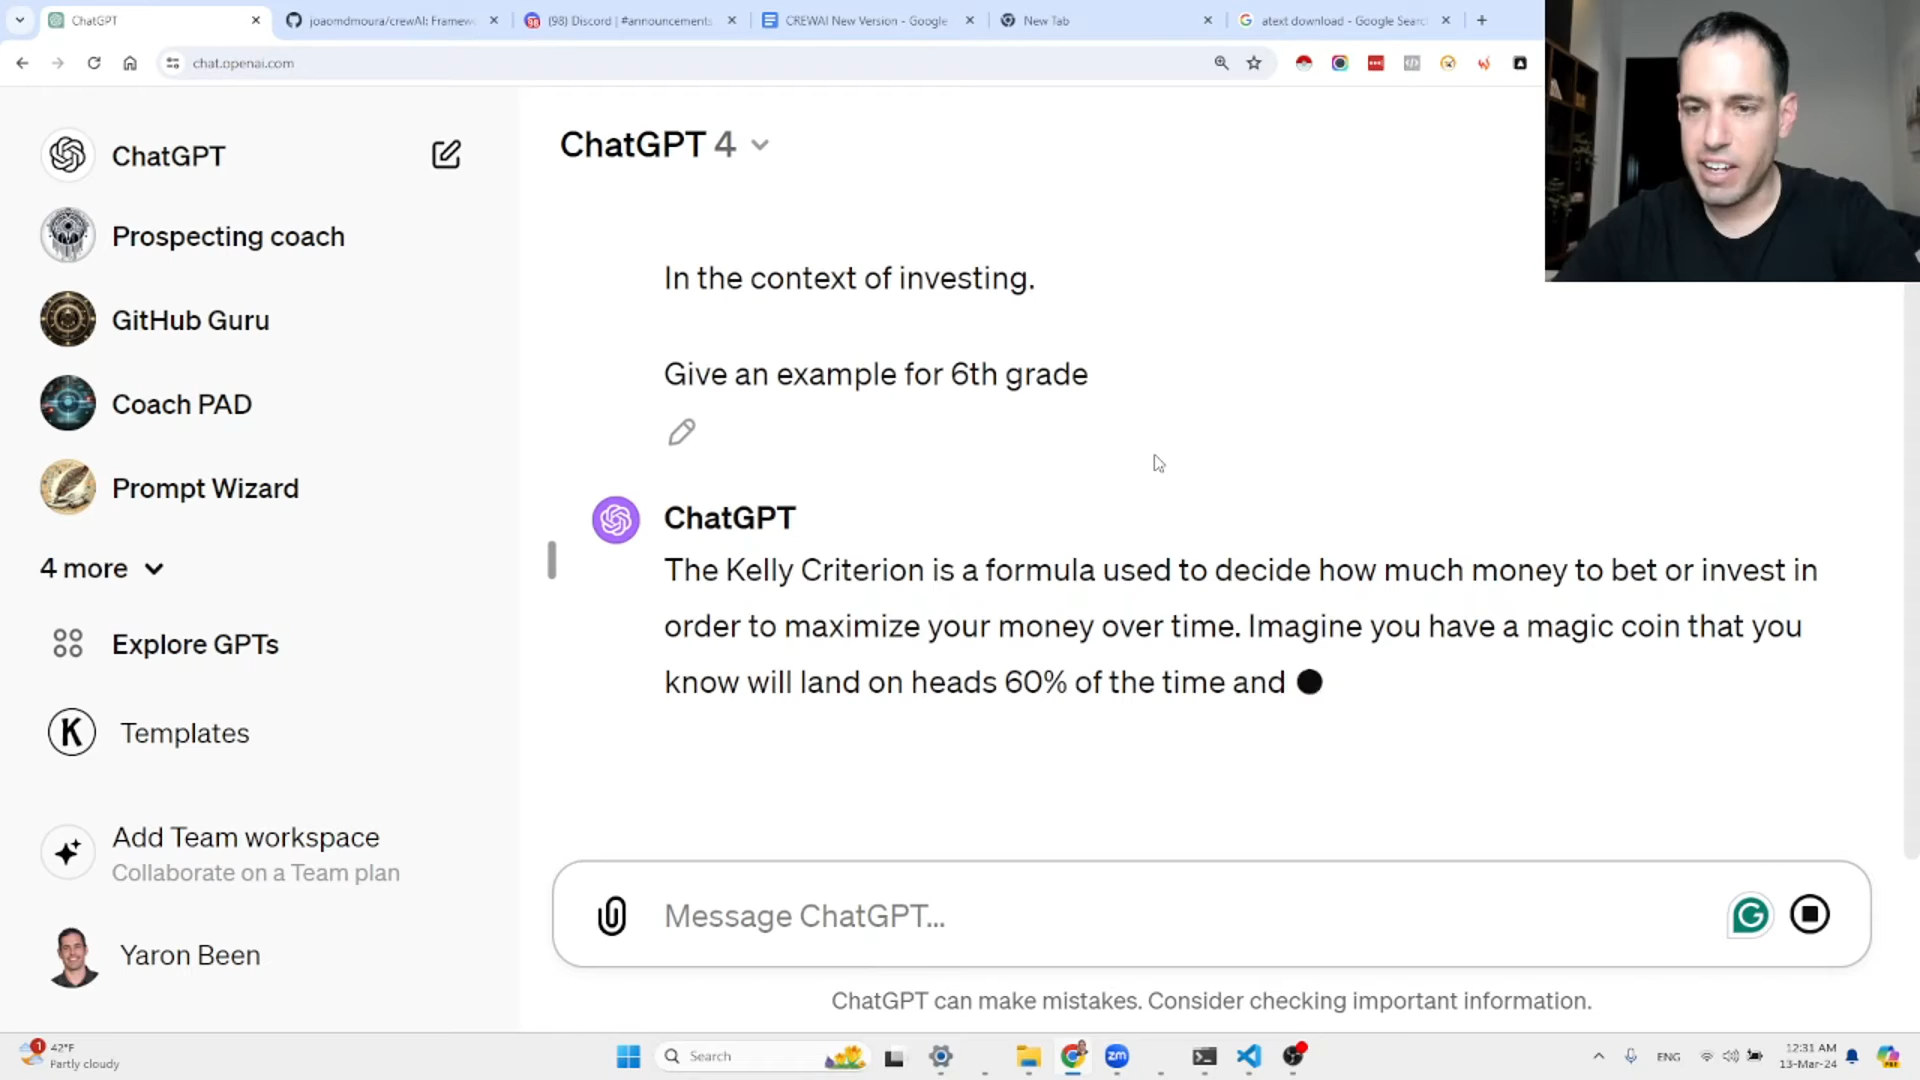 ChatGPT
joaomdmoura/crewAI: Framew
(98) Discord | #announcements
CREWAI New Version - Google
New Tab
atext download - Google Searc
chat.openai.com
ChatGPT
Prospecting coach
GitHub Guru
Coach PAD
Prompt Wizard
4 more
Explore GPTs
K
Templates
Add Team workspace
Collaborate on a Team plan
Yaron Been
ChatGPT 4
In the context of investing.
Give an example for 6th grade
ChatGPT
The Kelly Criterion is a formula used to decide how much money to bet or invest in
order to maximize your money over time. Imagine you have a magic coin that you
know will land on heads 60% of the time and
Message ChatGPT...
ChatGPT can make mistakes. Consider checking important information.
1
42°F
Partly cloudy
Search
zm
ENG
12:31 AM
13-Mar-24